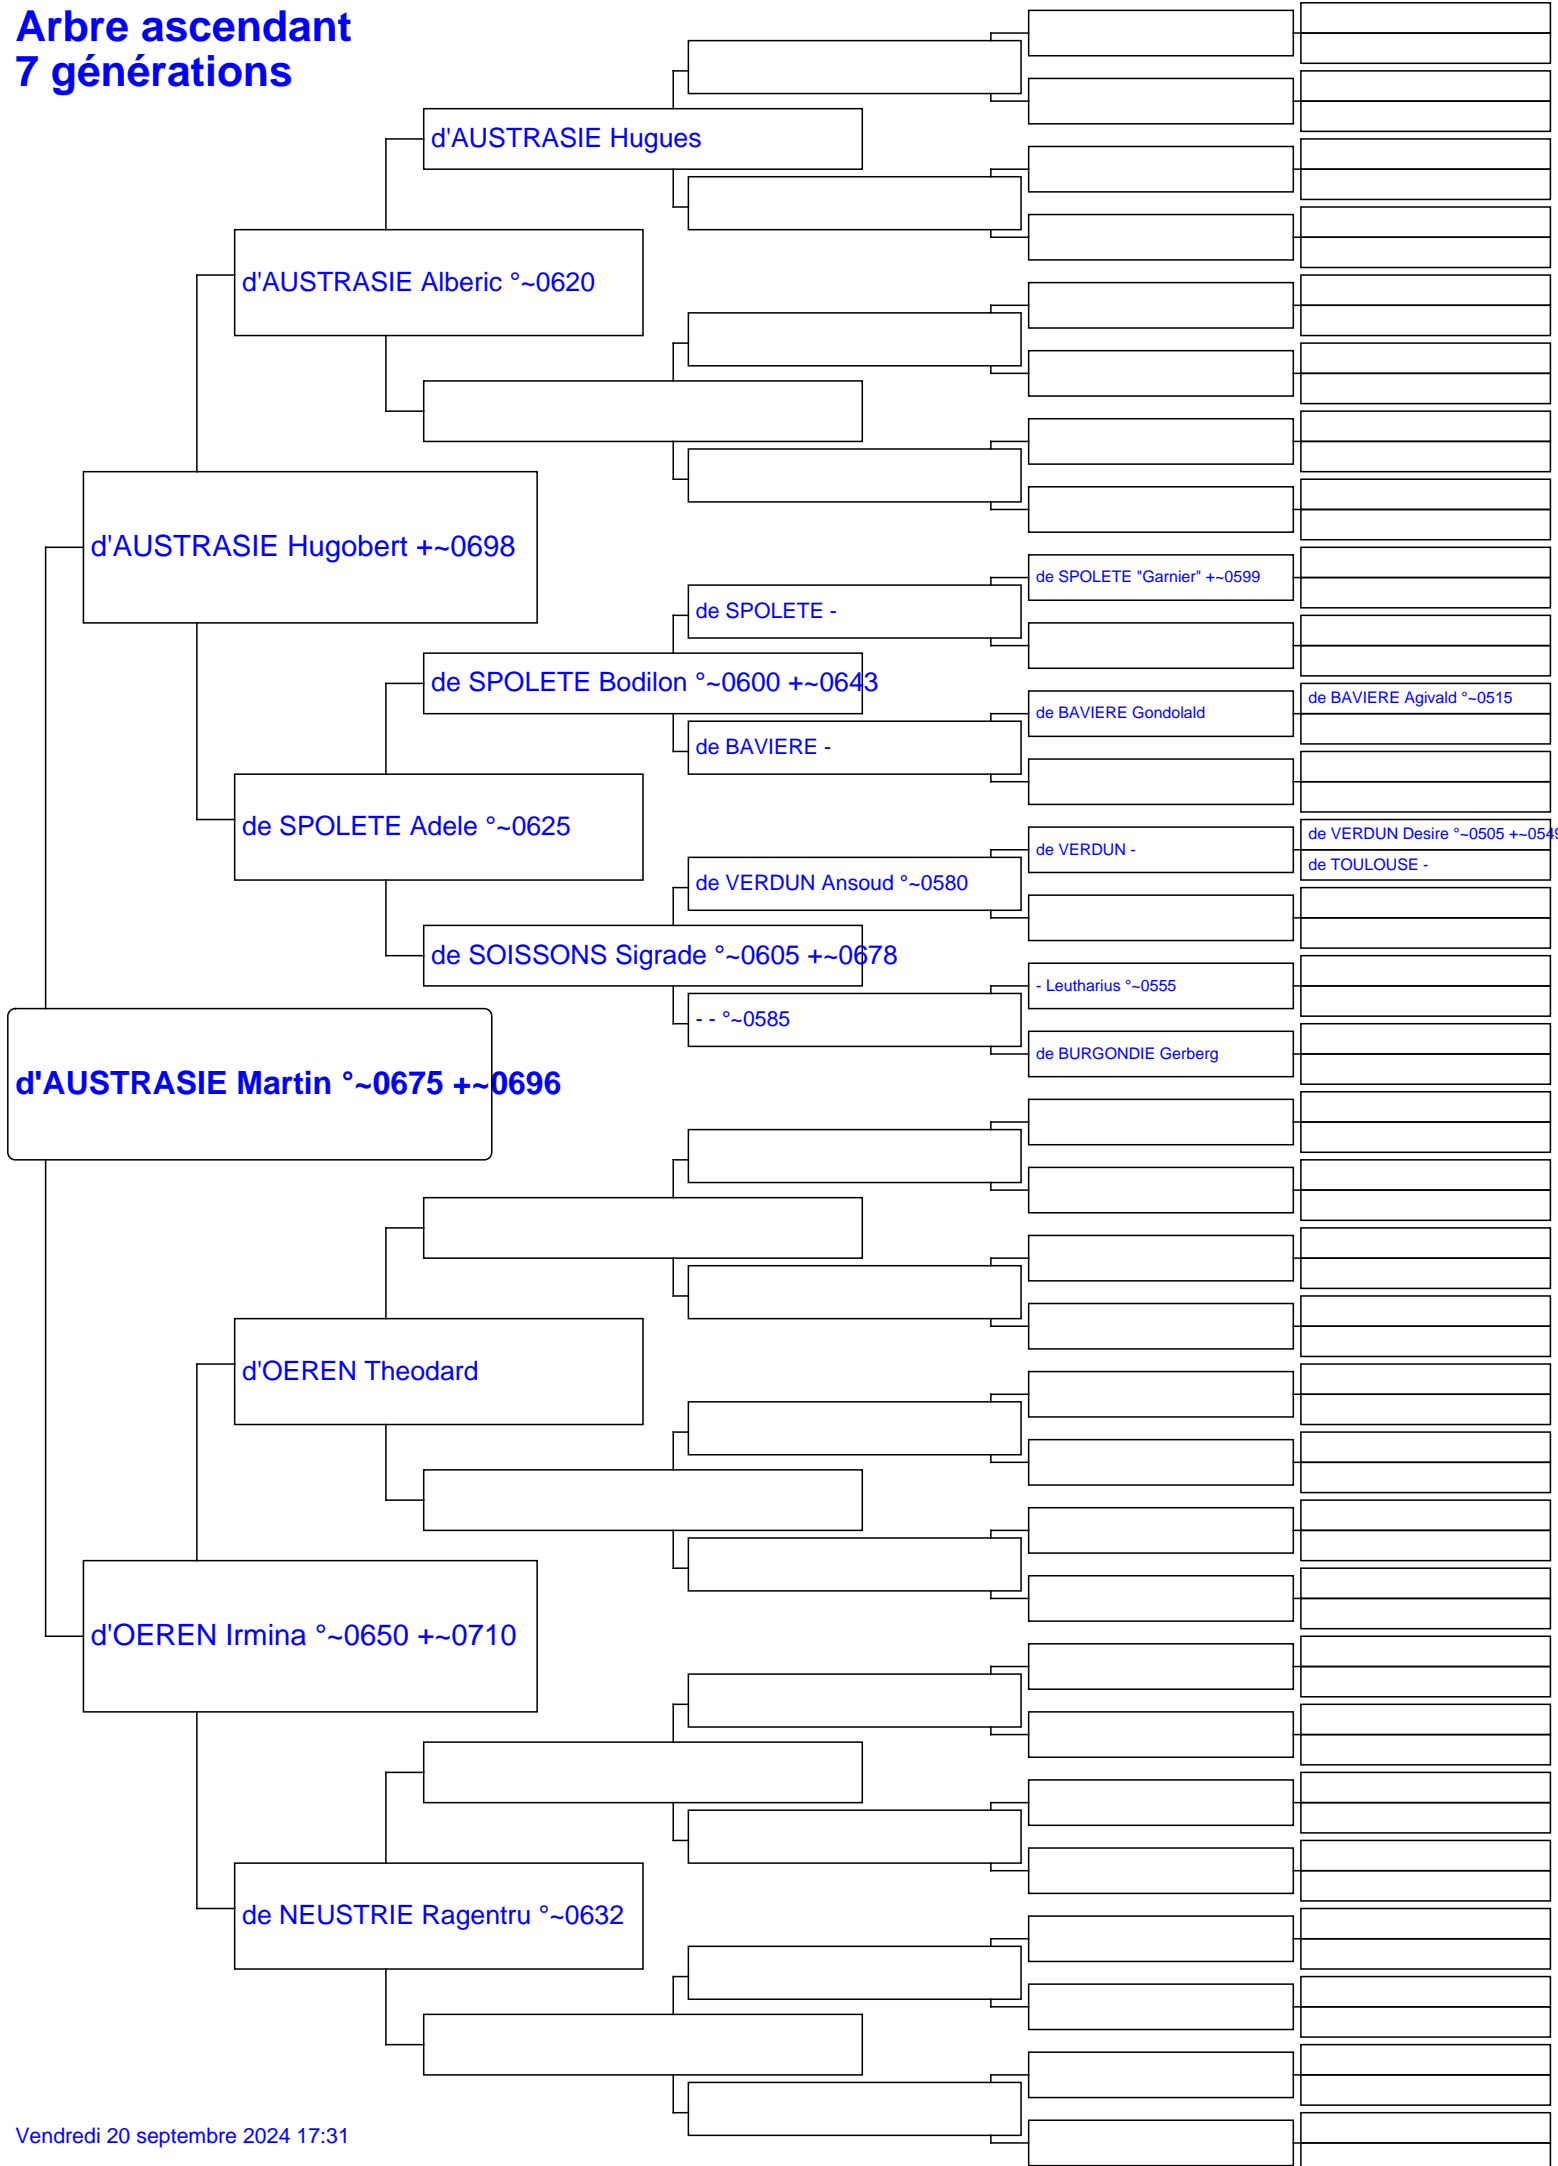 Arbre ascendant
7 générations
d'AUSTRASIE Hugues
d'AUSTRASIE Alberic °~0620
d'AUSTRASIE Hugobert +~0698
de SPOLETE "Garnier" +~0599
de SPOLETE -
de SPOLETE Bodilon °~0600 +~0643
de BAVIERE Agivald °~0515
de BAVIERE Gondolald
de BAVIERE -
de SPOLETE Adele °~0625
de VERDUN Desire °~0505 +~0549
de VERDUN -
de TOULOUSE -
de VERDUN Ansoud °~0580
de SOISSONS Sigrade °~0605 +~0678
- Leutharius °~0555
- - °~0585
de BURGONDIE Gerberg
d'AUSTRASIE Martin °~0675 +~0696
d'OEREN Theodard
d'OEREN Irmina °~0650 +~0710
de NEUSTRIE Ragentru °~0632
Vendredi 20 septembre 2024 17:31